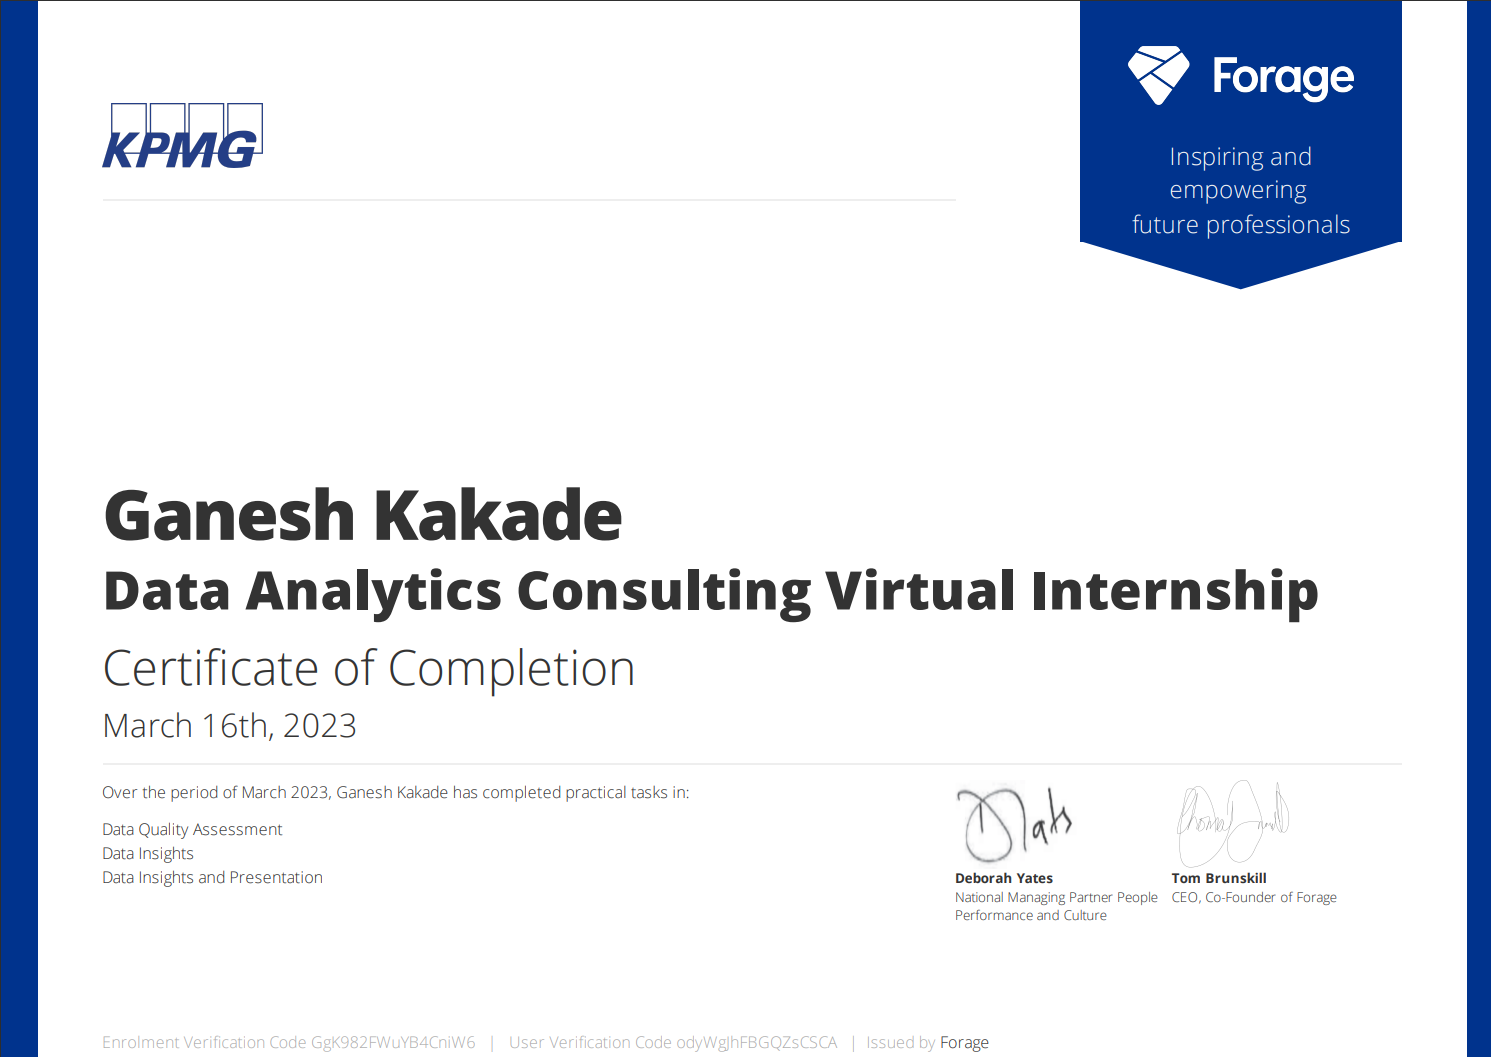 KPMG
Forage
Inspiring and
empowering
future professionals
Ganesh Kakade
Data Analytics Consulting Virtual Internship
Certificate of Completion
March 16th, 2023
Over the period of March 2023, Ganesh Kakade has completed practical tasks in:
Data Quality Assessment
Data Insights
Data Insights and Presentation
Deborah Yates
National Managing Partner People
Performance and Culture
Tom Brunskill
CEO, Co-Founder of Forage
Enrolment Verification Code GgK982FWuYB4CniW6 | User Verification Code odyWgJhFBGQZsCSCA | Issued by Forage